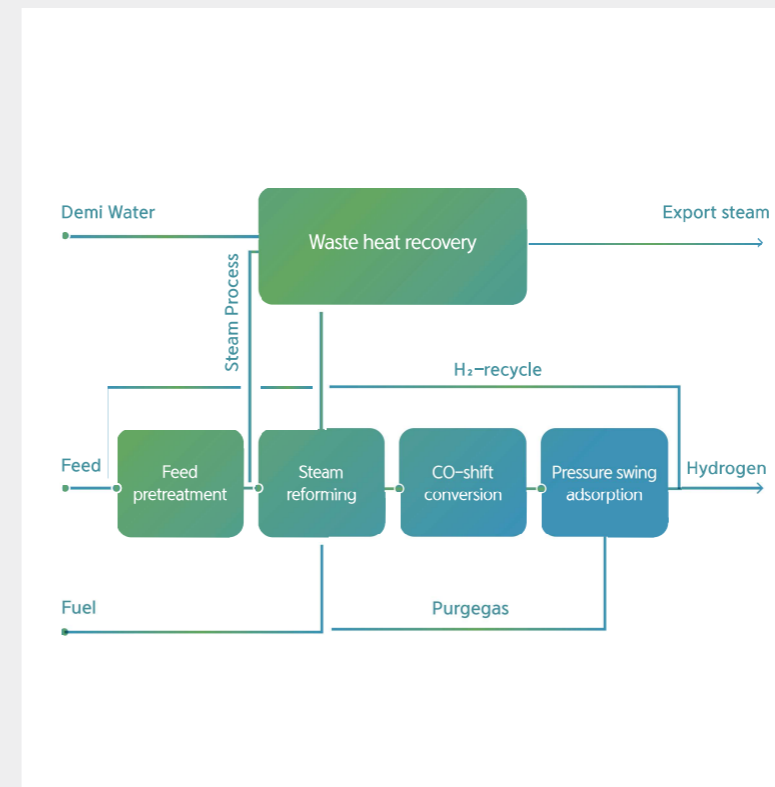 Demi Water
Export steam
Waste heat recovery
Steam Process
H₂-recycle
Feed
Feed
pretreatment
Steam
reforming
CO-shift
conversion
Pressure swing
adsorption
Hydrogen
Fuel
Purgegas